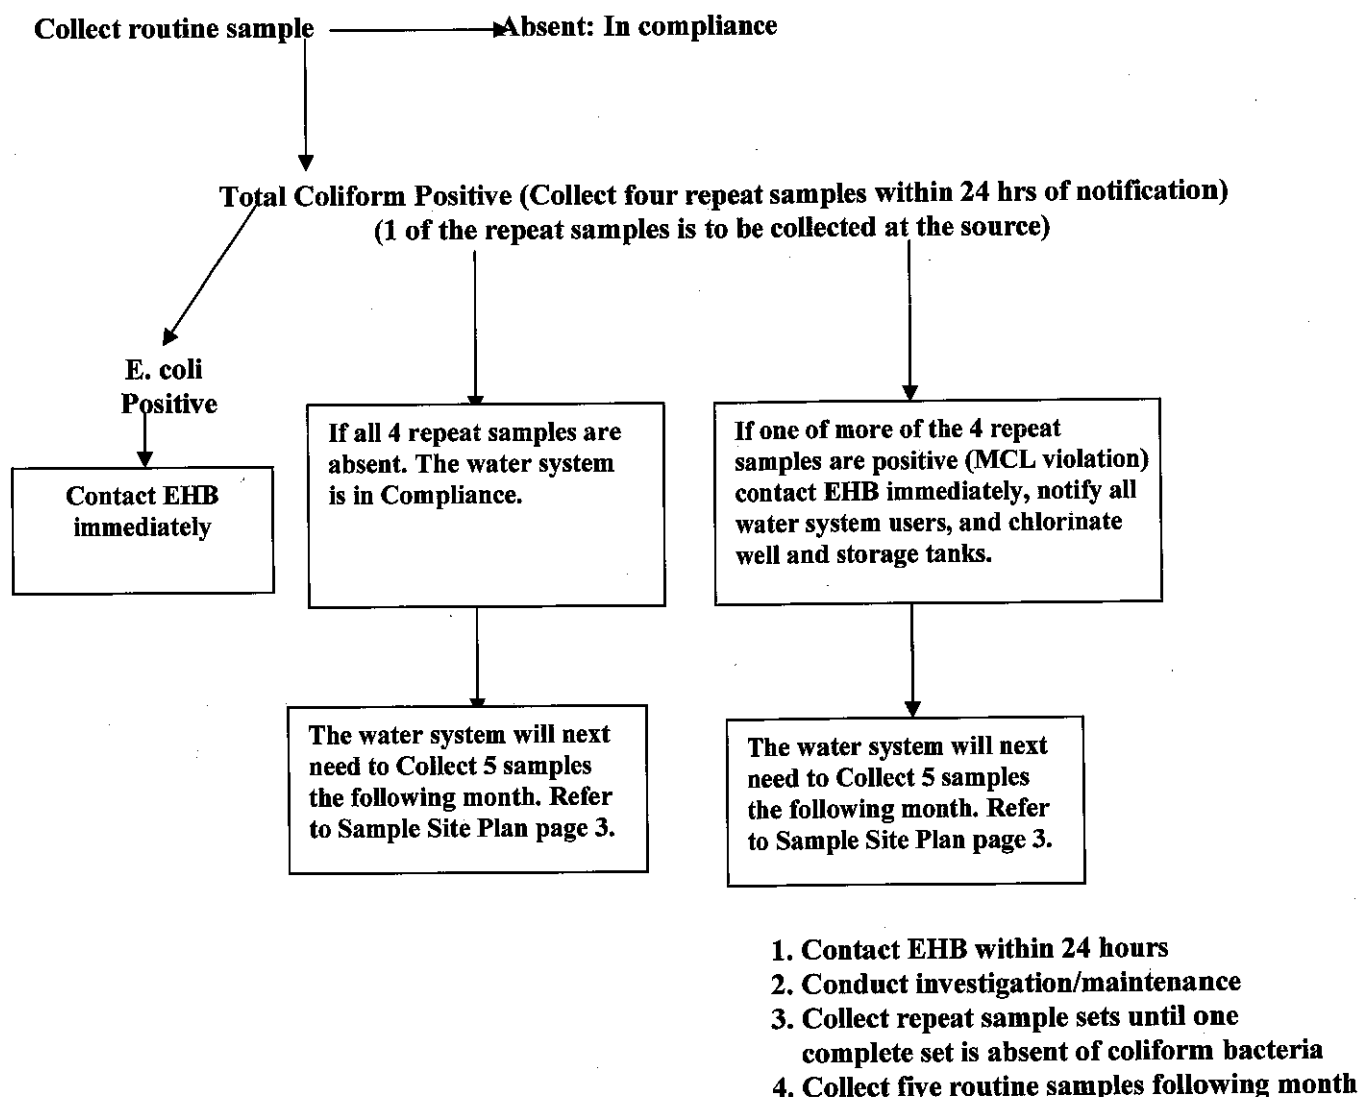 Collect routine sample
Absent: In compliance
Total Coliform Positive (Collect four repeat samples within 24 hrs of notification)
(1 of the repeat samples is to be collected at the source)
E. coli
Positive
Contact EHB
immediately
If all 4 repeat samples are
absent. The water system
is in Compliance.
If one of more of the 4 repeat
samples are positive (MCL violation)
contact EHB immediately, notify all
water system users, and chlorinate
well and storage tanks.
The water system will next
need to Collect 5 samples
the following month. Refer
to Sample Site Plan page 3.
The water system will next
need to Collect 5 samples
the following month. Refer
to Sample Site Plan page 3.
1. Contact EHB within 24 hours
2. Conduct investigation/maintenance
3. Collect repeat sample sets until one
complete set is absent of coliform bacteria
4. Collect five routine samples following month